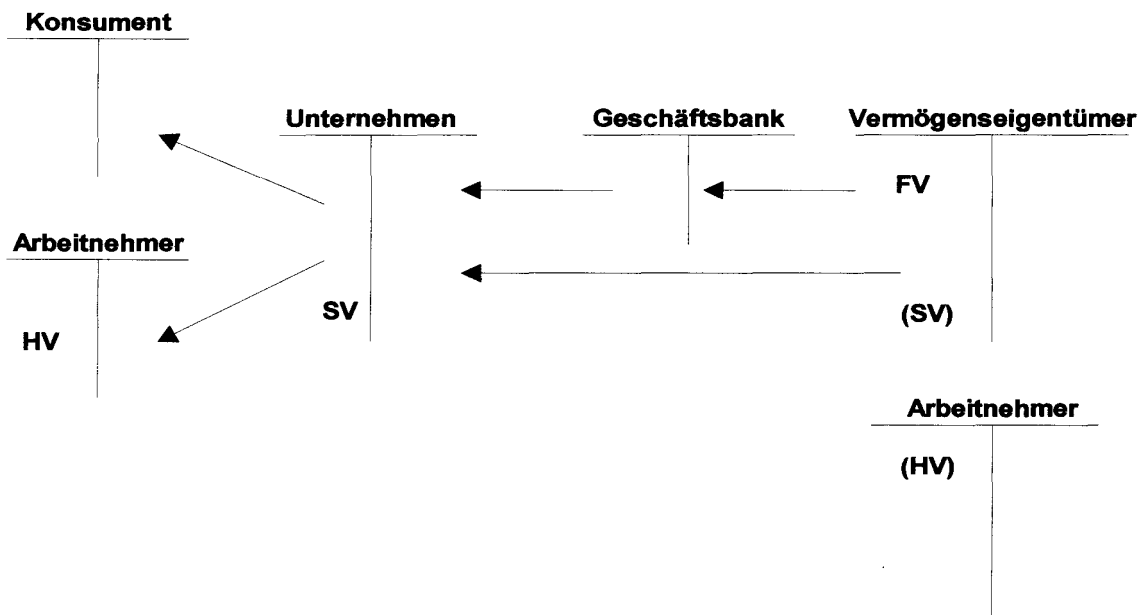 Konsument
Unternehmen
Geschäftsbank
Vermögenseigentümer
FV
Arbeitnehmer
SV
(SV)
HV
Arbeitnehmer
(HV)